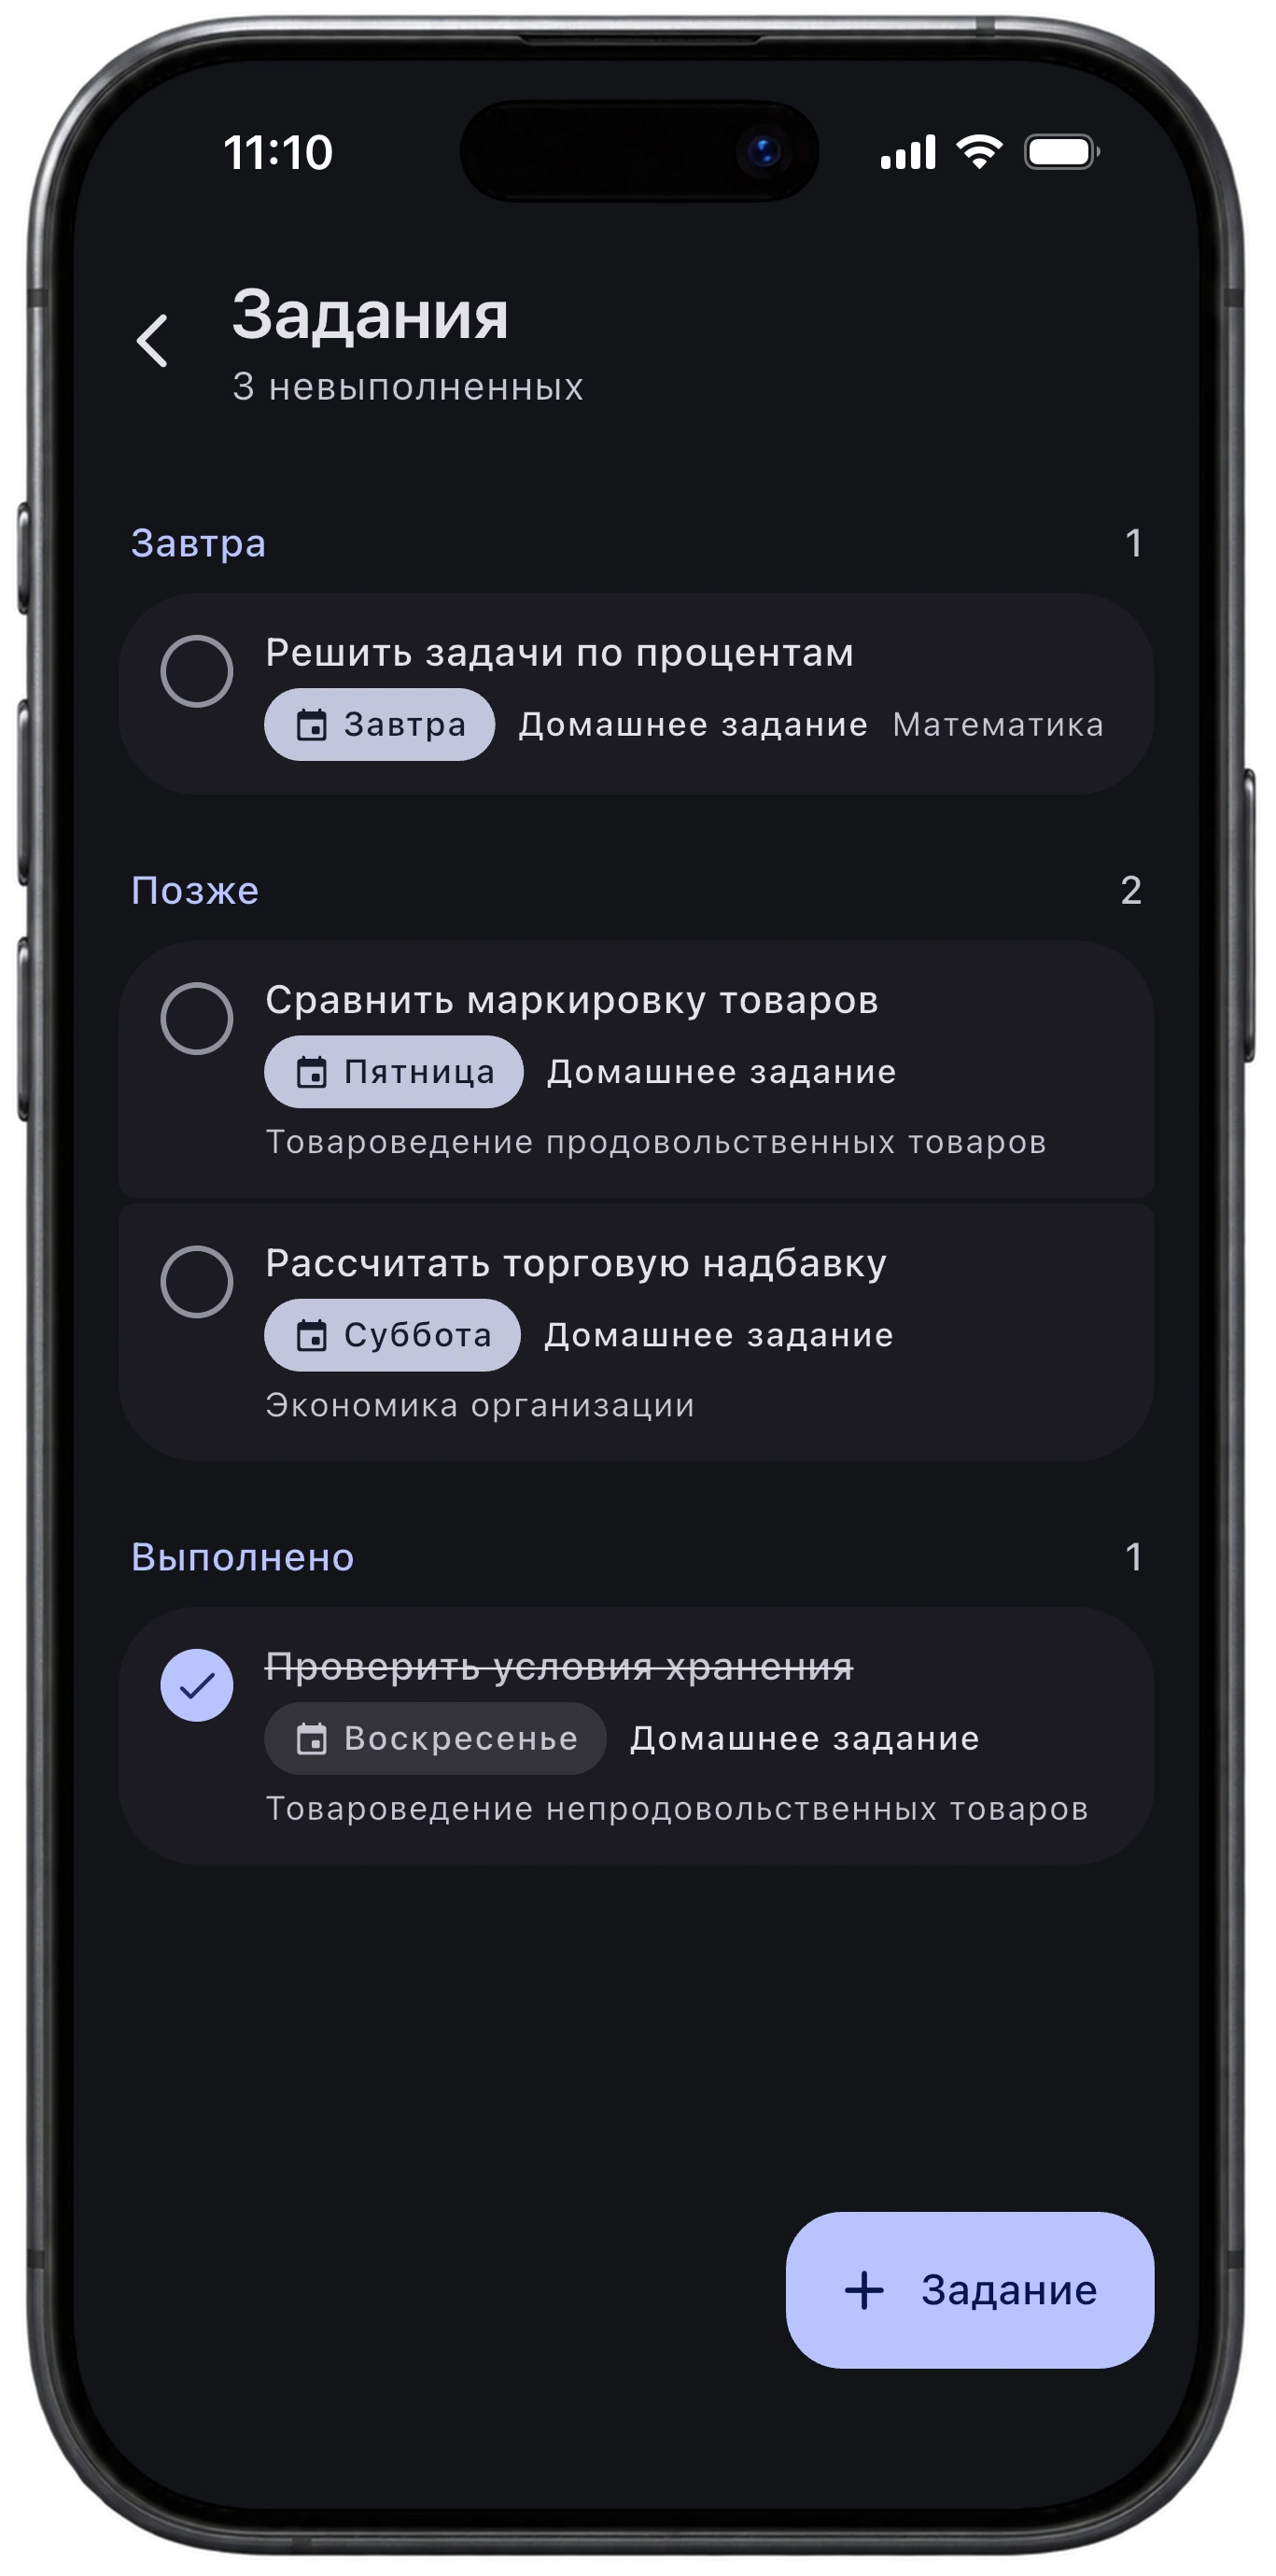 11:10
Задания
3 невыполненных
Завтра 1
Решить задачи по процентам
Завтра Домашнее задание Математика
Позже 2
Сравнить маркировку товаров
Пятница Домашнее задание
Товароведение продовольственных товаров
Рассчитать торговую надбавку
Суббота Домашнее задание
Экономика организации
Выполнено 1
Проверить условия хранения
Воскресенье Домашнее задание
Товароведение непродовольственных товаров
+ Задание